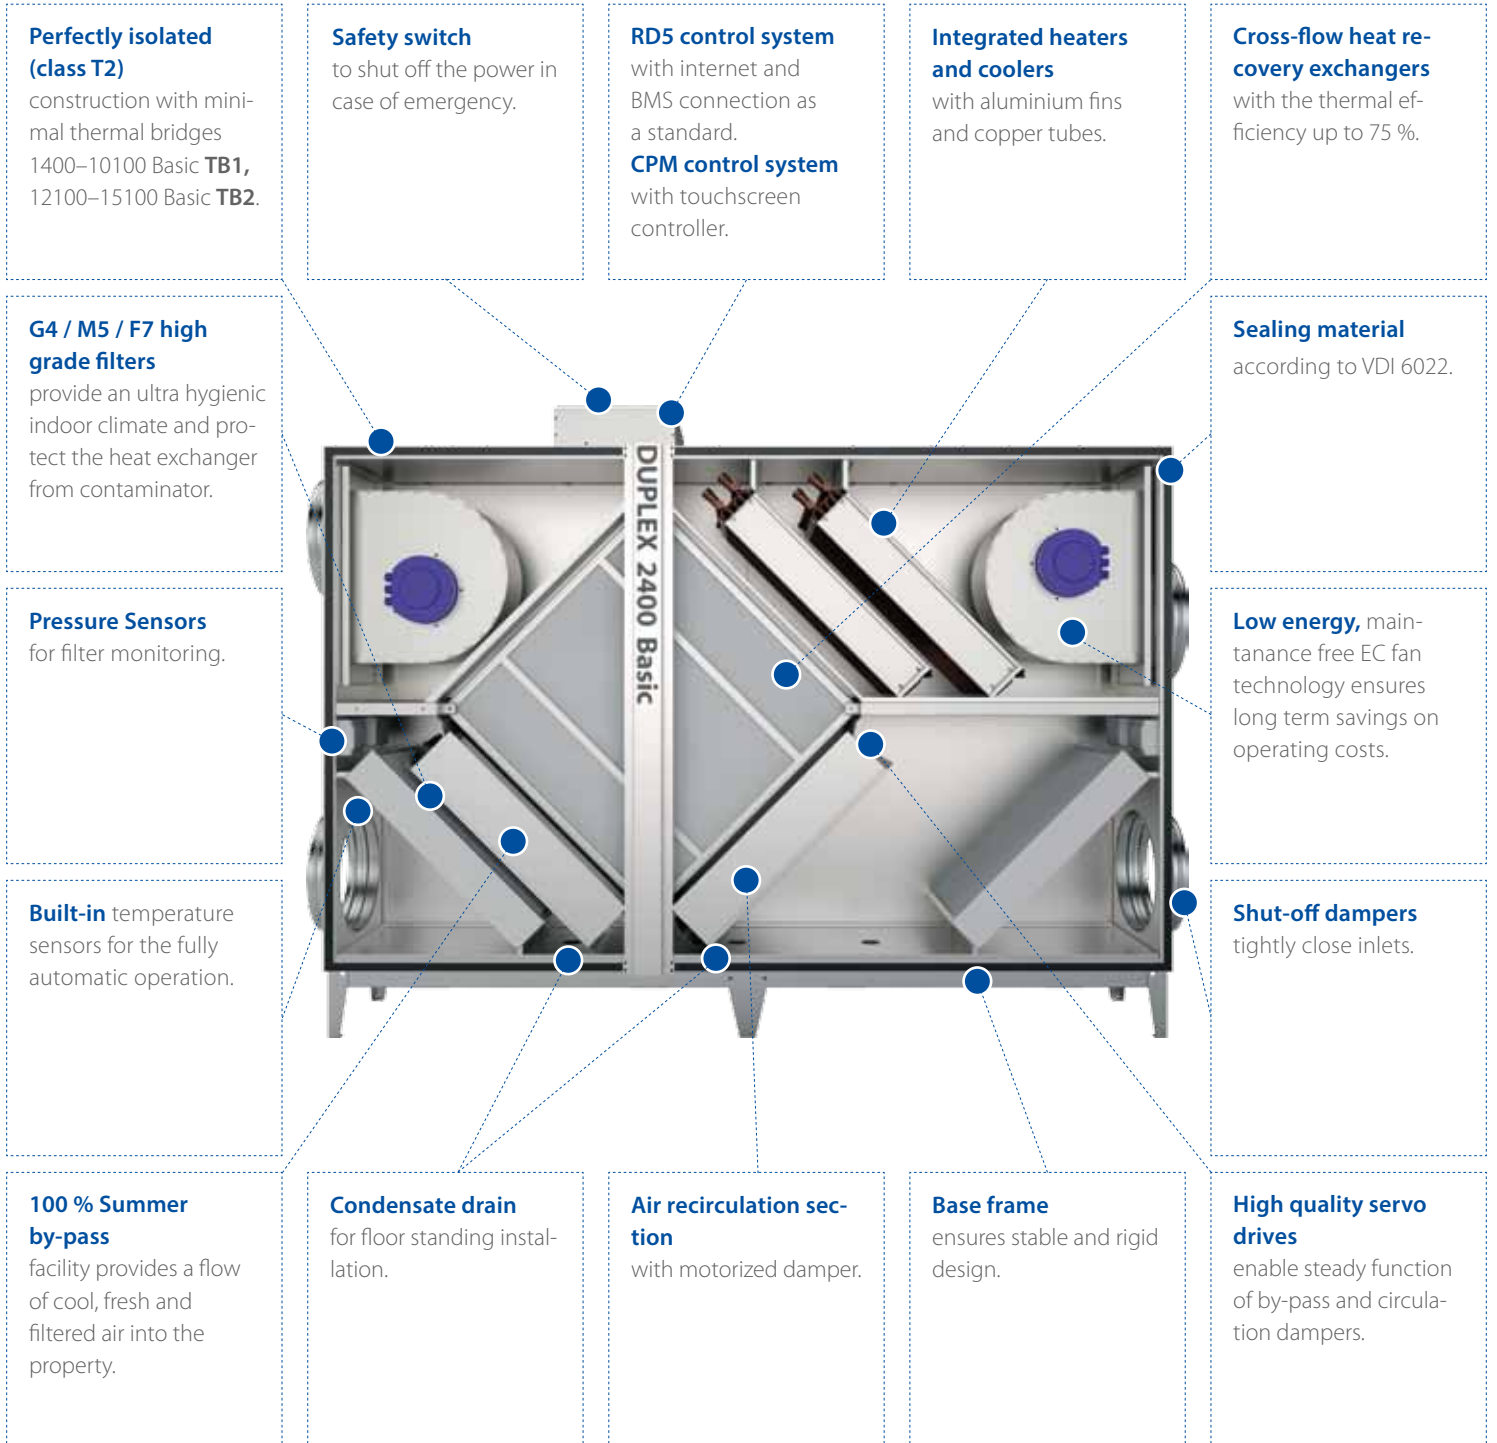 Perfectly isolated
(class T2)
construction with mini-
mal thermal bridges
1400–10100 Basic TB1,
12100–15100 Basic TB2.
Safety switch
to shut off the power in
case of emergency.
RD5 control system
with internet and
BMS connection as
a standard.
CPM control system
with touchscreen
controller.
Integrated heaters
and coolers
with aluminium fins
and copper tubes.
Cross-flow heat re-
covery exchangers
with the thermal ef-
ficiency up to 75 %.
G4 / M5 / F7 high
grade filters
provide an ultra hygienic
indoor climate and pro-
tect the heat exchanger
from contaminator.
Sealing material
according to VDI 6022.
DUPLEX 2400 Basic
Pressure Sensors
for filter monitoring.
Low energy, main-
tanance free EC fan
technology ensures
long term savings on
operating costs.
Built-in temperature
sensors for the fully
automatic operation.
Shut-off dampers
tightly close inlets.
100 % Summer
by-pass
facility provides a flow
of cool, fresh and
filtered air into the
property.
Condensate drain
for floor standing instal-
lation.
Air recirculation sec-
tion
with motorized damper.
Base frame
ensures stable and rigid
design.
High quality servo
drives
enable steady function
of by-pass and circula-
tion dampers.